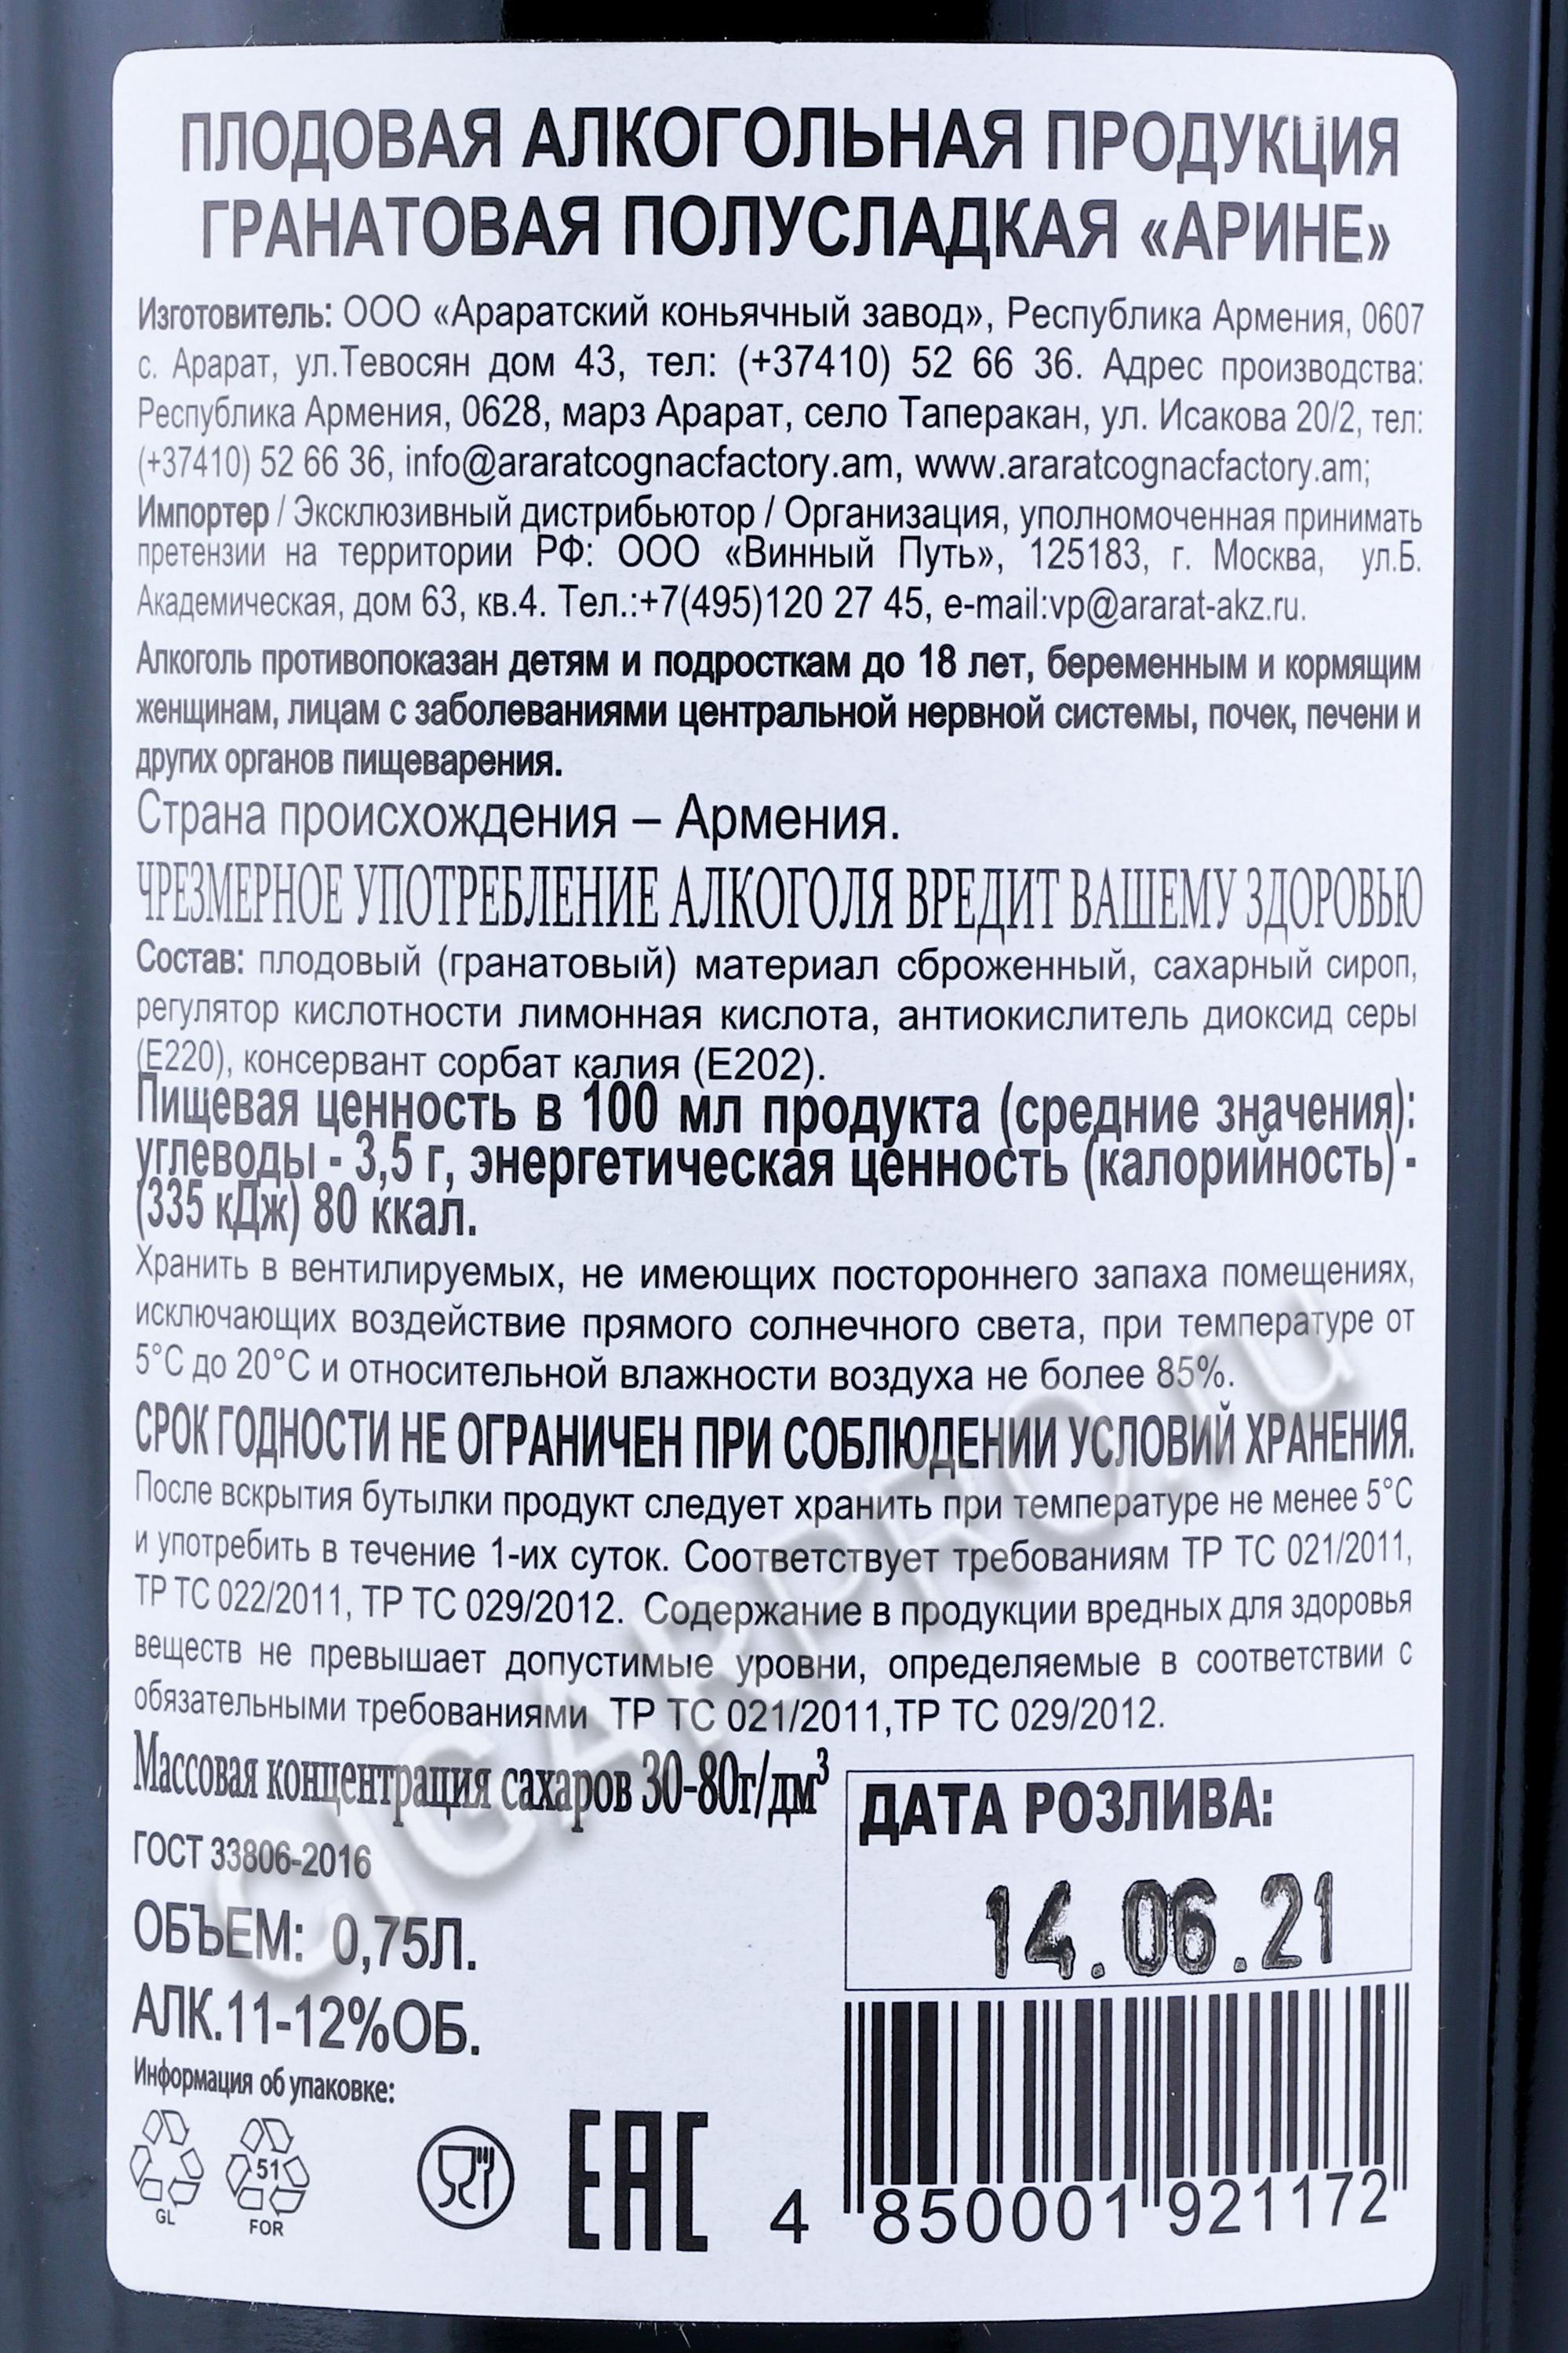 ПЛОДОВАЯ АЛКОГОЛЬНАЯ ПРОДУКЦИЯ
ГРАНАТОВАЯ ПОЛУСЛАДКАЯ «АРИНЕ»
Изготовитель: ООО «Араратский коньячный завод», Республика Армения, 0607
с. Арарат, ул.Тевосян дом 43, тел: (+37410) 52 66 36. Адрес производства:
Республика Армения, 0628, марз Арарат, село Таперакан, ул. Исакова 20/2, тел:
(+37410) 52 66 36, info@araratcognacfactory.am, www.araratcognacfactory.am;
Импортер / Эксклюзивный дистрибьютор / Организация, уполномоченная принимать
претензии на территории РФ: ООО «Винный Путь», 125183, г. Москва, ул.Б.
Академическая, дом 63, кв.4. Тел.:+7(495)120 27 45, e-mail:vp@ararat-akz.ru.
Алкоголь противопоказан детям и подросткам до 18 лет, беременным и кормящим
женщинам, лицам с заболеваниями центральной нервной системы, почек, печени и
других органов пищеварения.
Страна происхождения – Армения.
ЧРЕЗМЕРНОЕ УПОТРЕБЛЕНИЕ АЛКОГОЛЯ ВРЕДИТ ВАШЕМУ ЗДОРОВЬЮ
Состав: плодовый (гранатовый) материал сброженный, сахарный сироп,
регулятор кислотности лимонная кислота, антиокислитель диоксид серы
(Е220), консервант сорбат калия (Е202).
Пищевая ценность в 100 мл продукта (средние значения):
углеводы - 3,5 г, энергетическая ценность (калорийность) -
(335 кДж) 80 ккал.
Хранить в вентилируемых, не имеющих постороннего запаха помещениях,
исключающих воздействие прямого солнечного света, при температуре от
5°С до 20°С и относительной влажности воздуха не более 85%.
СРОК ГОДНОСТИ НЕ ОГРАНИЧЕН ПРИ СОБЛЮДЕНИИ УСЛОВИЙ ХРАНЕНИЯ.
После вскрытия бутылки продукт следует хранить при температуре не менее 5°С
и употребить в течение 1-их суток. Соответствует требованиям ТР ТС 021/2011,
ТР ТС 022/2011, ТР ТС 029/2012. Содержание в продукции вредных для здоровья
веществ не превышает допустимые уровни, определяемые в соответствии с
обязательными требованиями ТР ТС 021/2011,ТР ТС 029/2012.
Массовая концентрация сахаров 30-80г/дм³
ГОСТ 33806-2016
ОБЪЕМ: 0,75Л.
АЛК.11-12%ОБ.
Информация об упаковке:
GL
51
FOR
EAC
ДАТА РОЗЛИВА:
14.06.21
4 850001 921172
CIGARPRO.ru